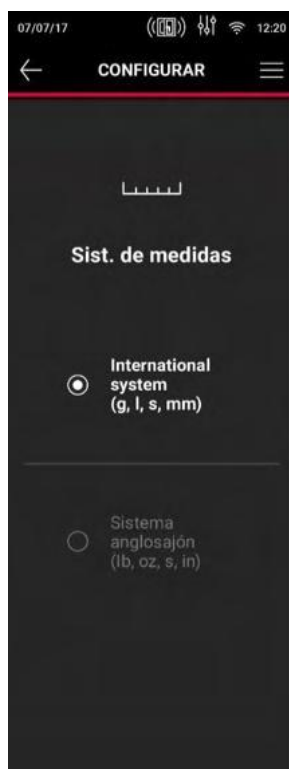 07/07/17 12:20
CONFIGURAR
Sist. de medidas
International
system
(g, l, s, mm)
Sistema
anglosajón
(lb, oz, s, in)